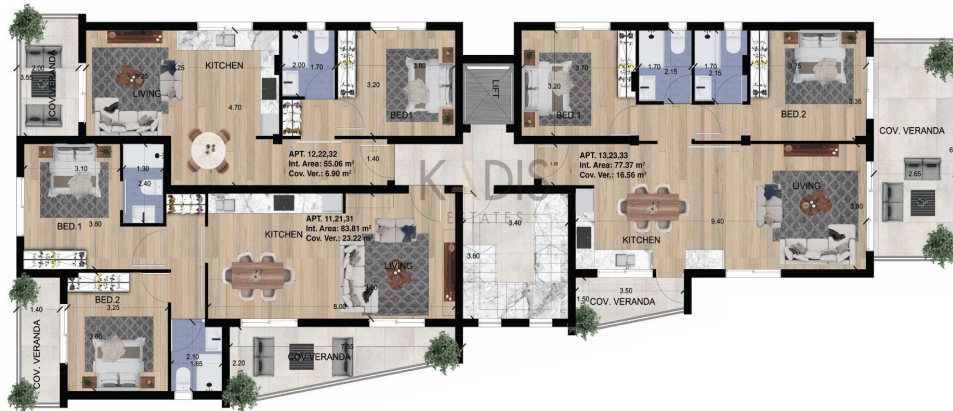 KITCHEN
LIVING
COV. VERANDA
2.00
3.55
4.70
2.00
1.70
3.20
BED1
LIFT
1.40
APT. 12,22,32
Int. Area: 55.06 m²
Cov. Ver.: 6.90 m²
3.20
3.70
BED.1
1.70
2.15
1.70
2.15
BED.2
3.75
3.35
COV. VERANDA
2.65
APT. 13,23,33
Int. Area: 77.37 m²
Cov. Ver.: 16.56 m²
LIVING
3.80
9.40
KITCHEN
3.50
1.50
COV. VERANDA
KADIS
ESTATES
3.40
3.80
3.10
3.80
BED.1
1.30
2.40
APT. 11,21,31
Int. Area: 83.81 m²
Cov. Ver.: 23.22 m²
KITCHEN
LIVING
8.00
BED.2
3.25
1.40
COV. VERANDA
2.10
1.65
2.20
COV. VERANDA